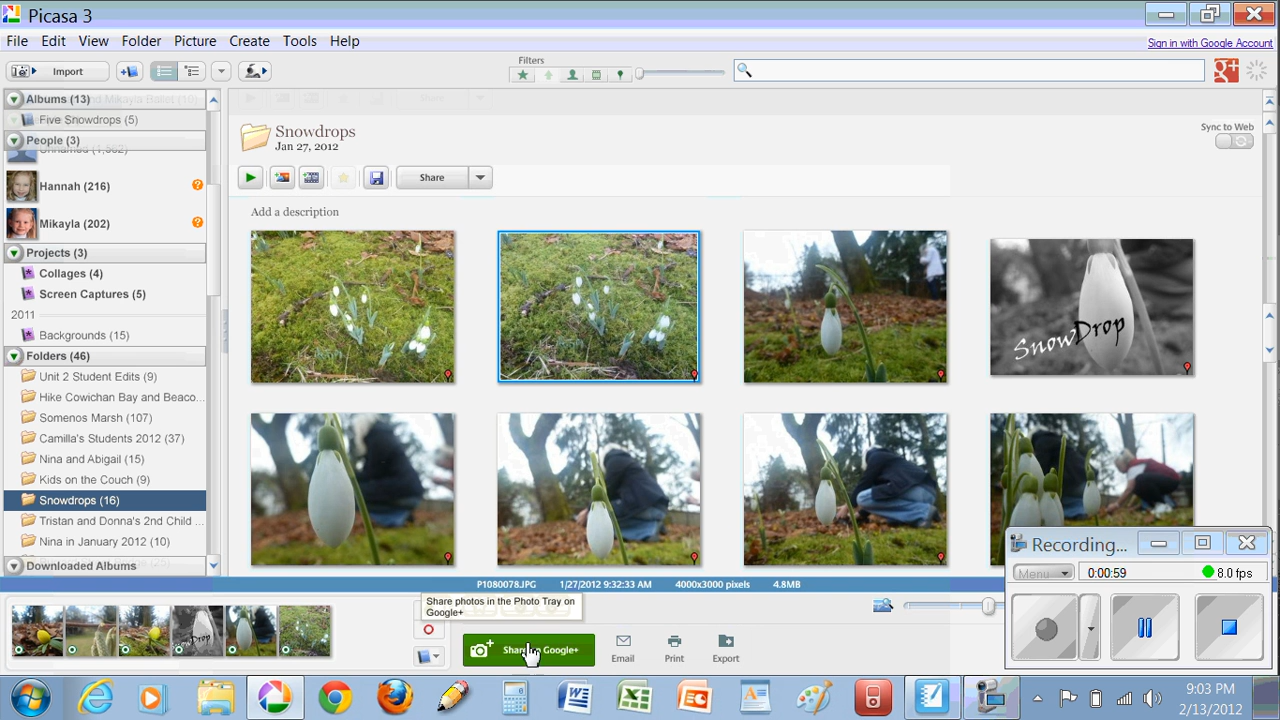 Picasa 3
File Edit View Folder Picture Create Tools Help
Sign in with Google Account
Import
Filters
Albums (13)
Five Snowdrops (5)
People (3)
Hannah (216)
Mikayla (202)
Projects (3)
Collages (4)
Screen Captures (5)
2011
Backgrounds (15)
Folders (46)
Unit 2 Student Edits (9)
Hike Cowichan Bay and Beaco...
Somenos Marsh (107)
Camilla's Students 2012 (37)
Nina and Abigail (15)
Kids on the Couch (9)
Snowdrops (16)
Tristan and Donna's 2nd Child ...
Nina in January 2012 (10)
Downloaded Albums
Snowdrops
Jan 27, 2012
Sync to Web
Share
Add a description
SnowDrop
P1080078.JPG 1/27/2012 9:32:33 AM 4000x3000 pixels 4.8MB
Share photos in the Photo Tray on
Google+
Email
Print
Export
Recording...
Menu
0:00:59
8.0 fps
9:03 PM
2/13/2012